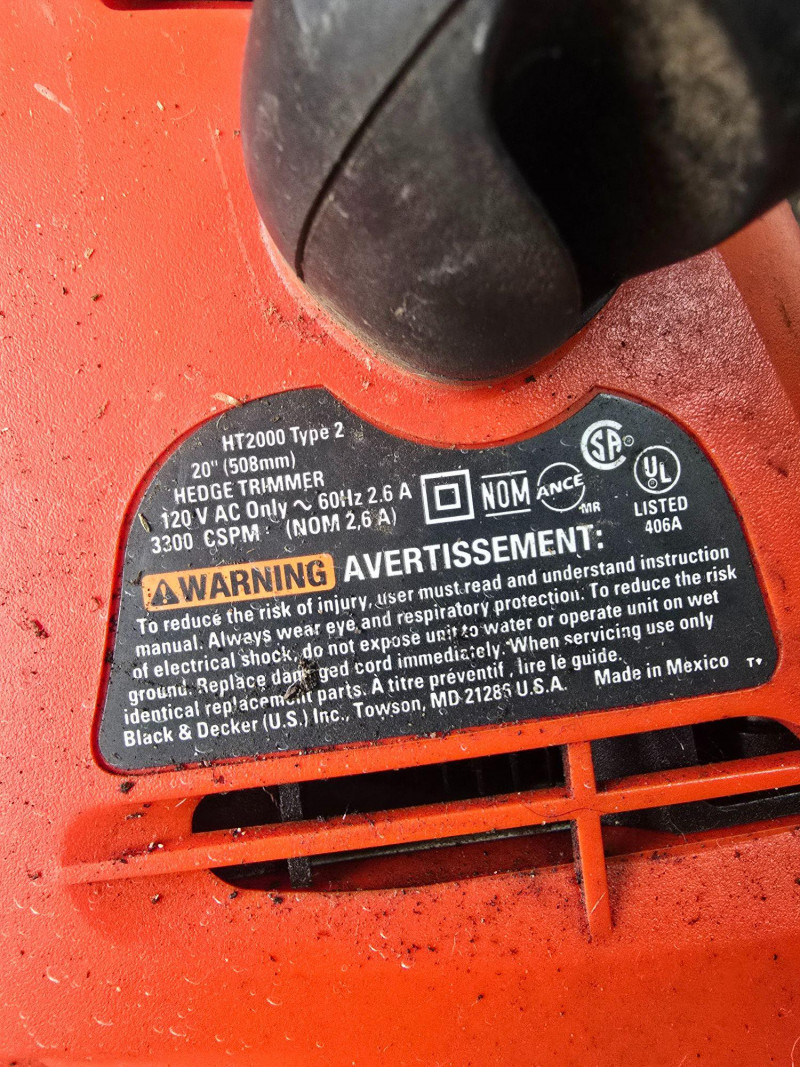 HT2000 Type 2
20" (508mm)
HEDGE TRIMMER
120 V AC Only ~ 60Hz 2.6 A
3300 CSPM (NOM 2,6 A)
NOM
ANCE
MR
SA
UL
LISTED
406A
WARNING AVERTISSEMENT:
To reduce the risk of injury, user must read and understand instruction
manual. Always wear eye and respiratory protection. To reduce the risk
of electrical shock, do not expose unit to water or operate unit on wet
ground. Replace damaged cord immediately. When servicing use only
identical replacement parts. À titre préventif, lire le guide.
Black & Decker (U.S.) Inc., Towson, MD 21286 U.S.A. Made in Mexico